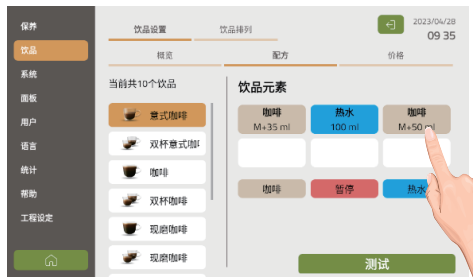 保养
饮品
系统
面板
用户
语言
统计
帮助
工程设定
饮品设置
饮品排列
2023/04/28
09 35
概览
配方
价格
当前共10个饮品
意式咖啡
双杯意式咖
咖啡
双杯咖啡
现磨咖啡
现磨咖啡
饮品元素
咖啡
M+35 ml
热水
100 ml
咖啡
M+50 ml
咖啡
暂停
热水
测试